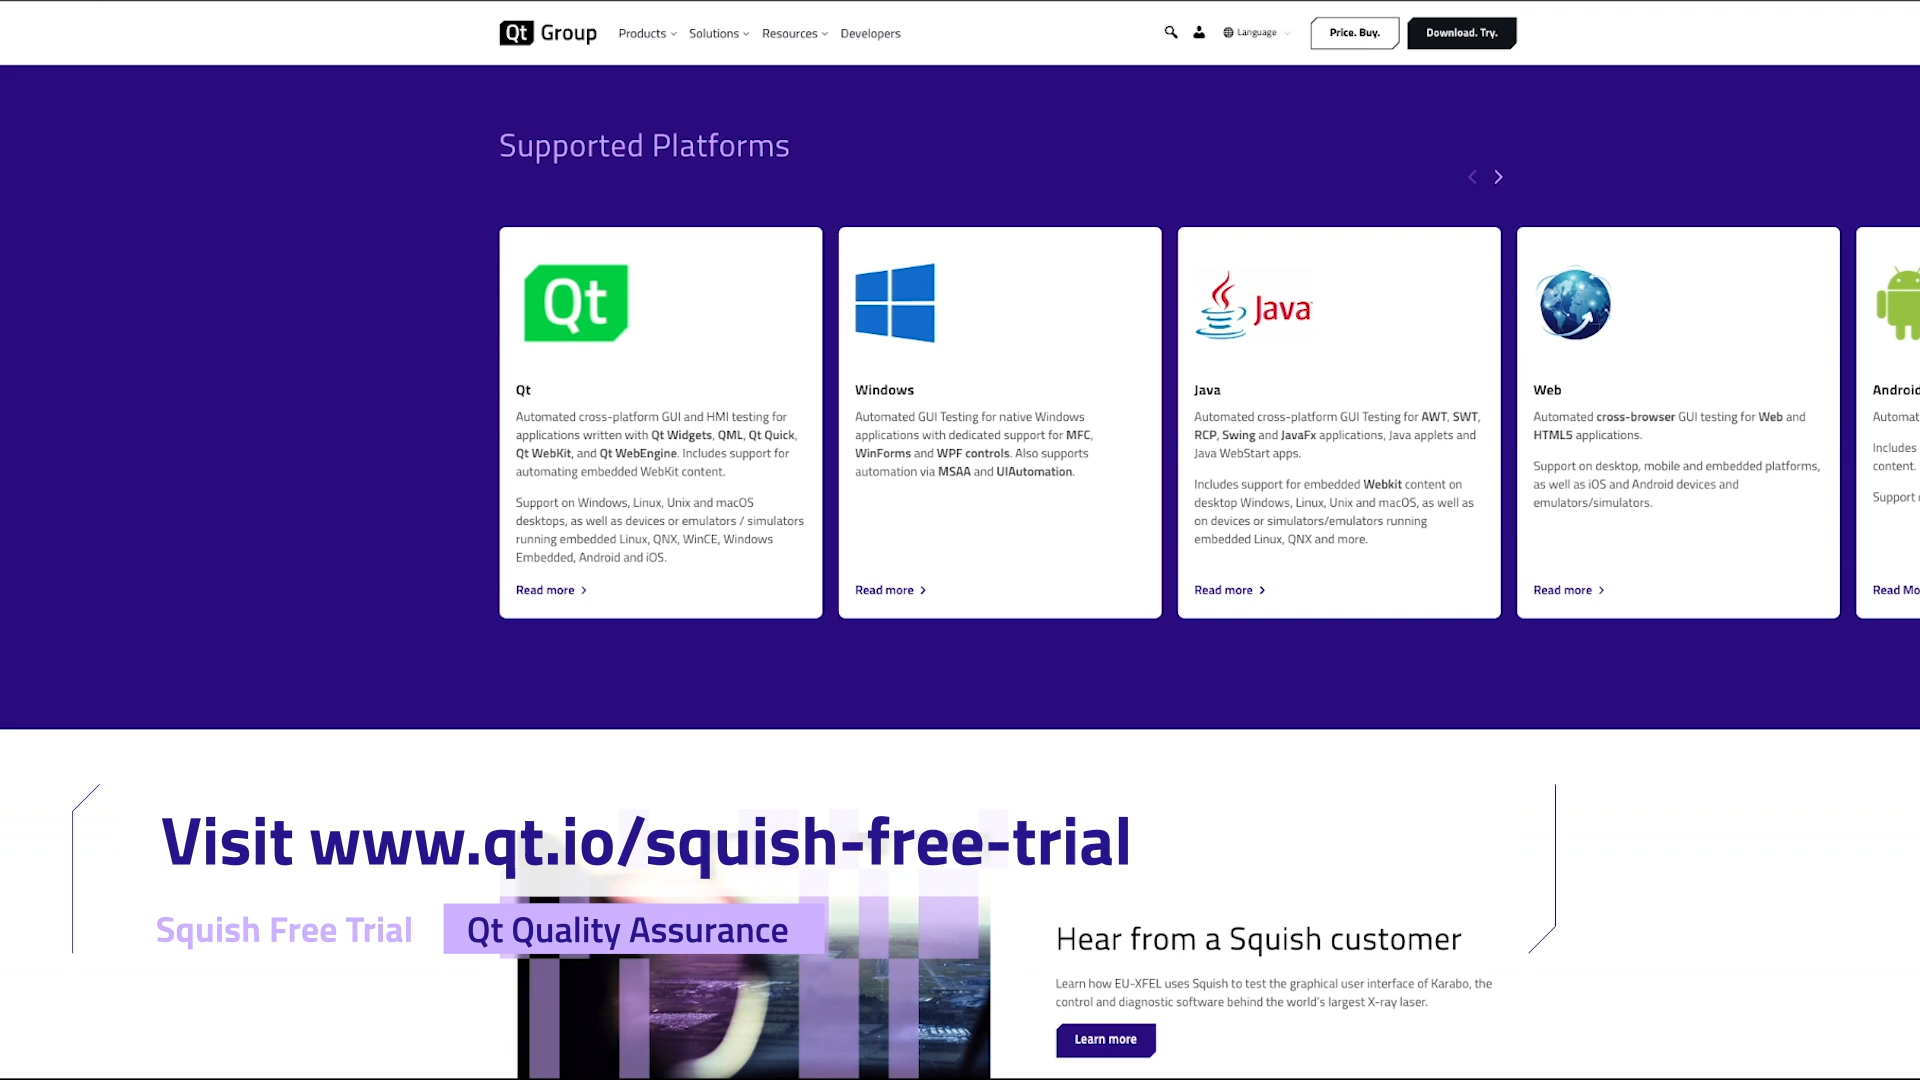 Qt Group Products Solutions Resources Developers Language Price. Buy. Download. Try.
Supported Platforms
Qt
Qt
Automated cross-platform GUI and HMI testing for
applications written with Qt Widgets, QML, Qt Quick,
Qt WebKit, and Qt WebEngine. Includes support for
automating embedded WebKit content.
Support on Windows, Linux, Unix and macOS
desktops, as well as devices or emulators / simulators
running embedded Linux, QNX, WinCE, Windows
Embedded, Android and iOS.
Read more
Windows
Automated GUI Testing for native Windows
applications with dedicated support for MFC,
WinForms and WPF controls. Also supports
automation via MSAA and UIAutomation.
Read more
Java
Java
Automated cross-platform GUI Testing for AWT, SWT,
RCP, Swing and JavaFx applications, Java applets and
Java WebStart apps.
Includes support for embedded Webkit content on
desktop Windows, Linux, Unix and macOS, as well as
on devices or simulators/emulators running
embedded Linux, QNX and more.
Read more
Web
Automated cross-browser GUI testing for Web and
HTML5 applications.
Support on desktop, mobile and embedded platforms,
as well as iOS and Android devices and
emulators/simulators.
Read more
Android
Automat
Includes
content.
Support
Read Mo
Visit www.qt.io/squish-free-trial
Squish Free Trial Qt Quality Assurance
Hear from a Squish customer
Learn how EU-XFEL uses Squish to test the graphical user interface of Karabo, the
control and diagnostic software behind the world's largest X-ray laser.
Learn more